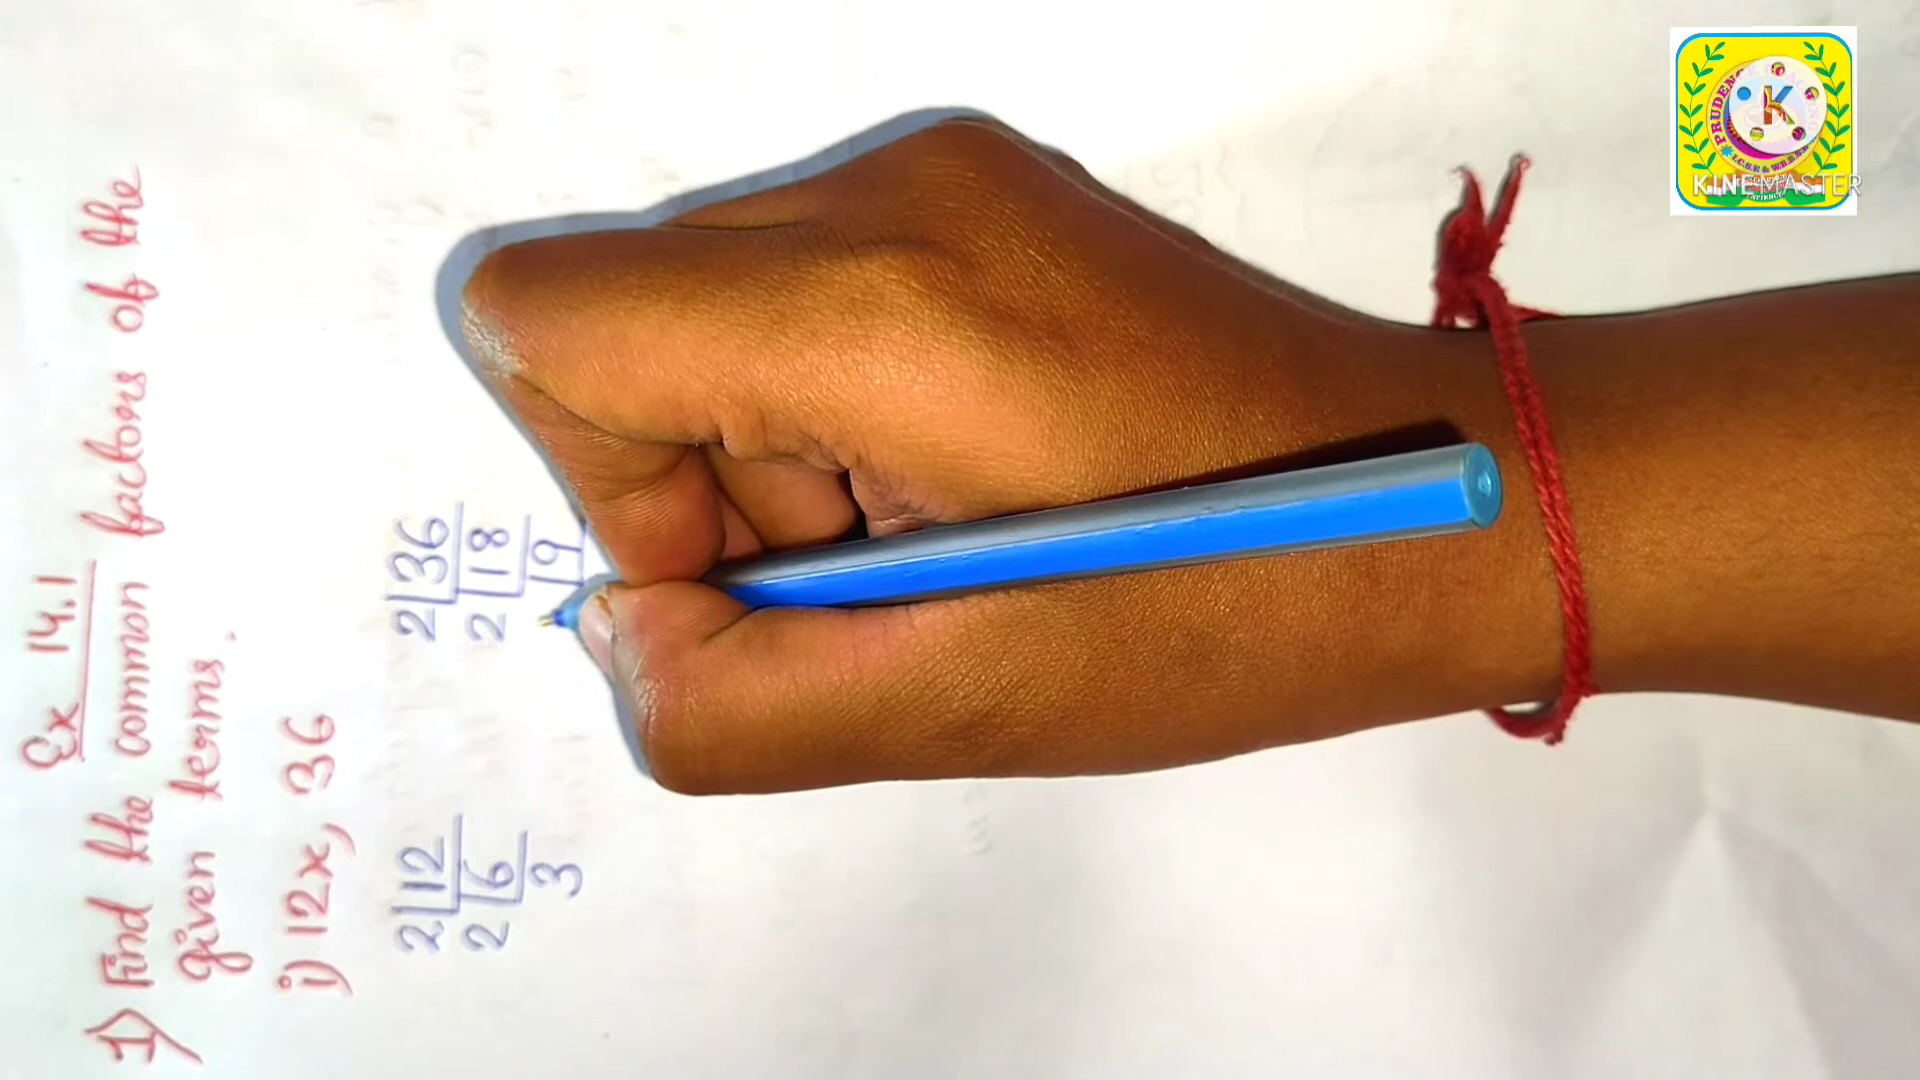 Ex 14.1
1) Find the common factors of the
given terms.
i) 12x, 36
2 12 2 36
2 6 2 18
3 9
K
KINEMASTER